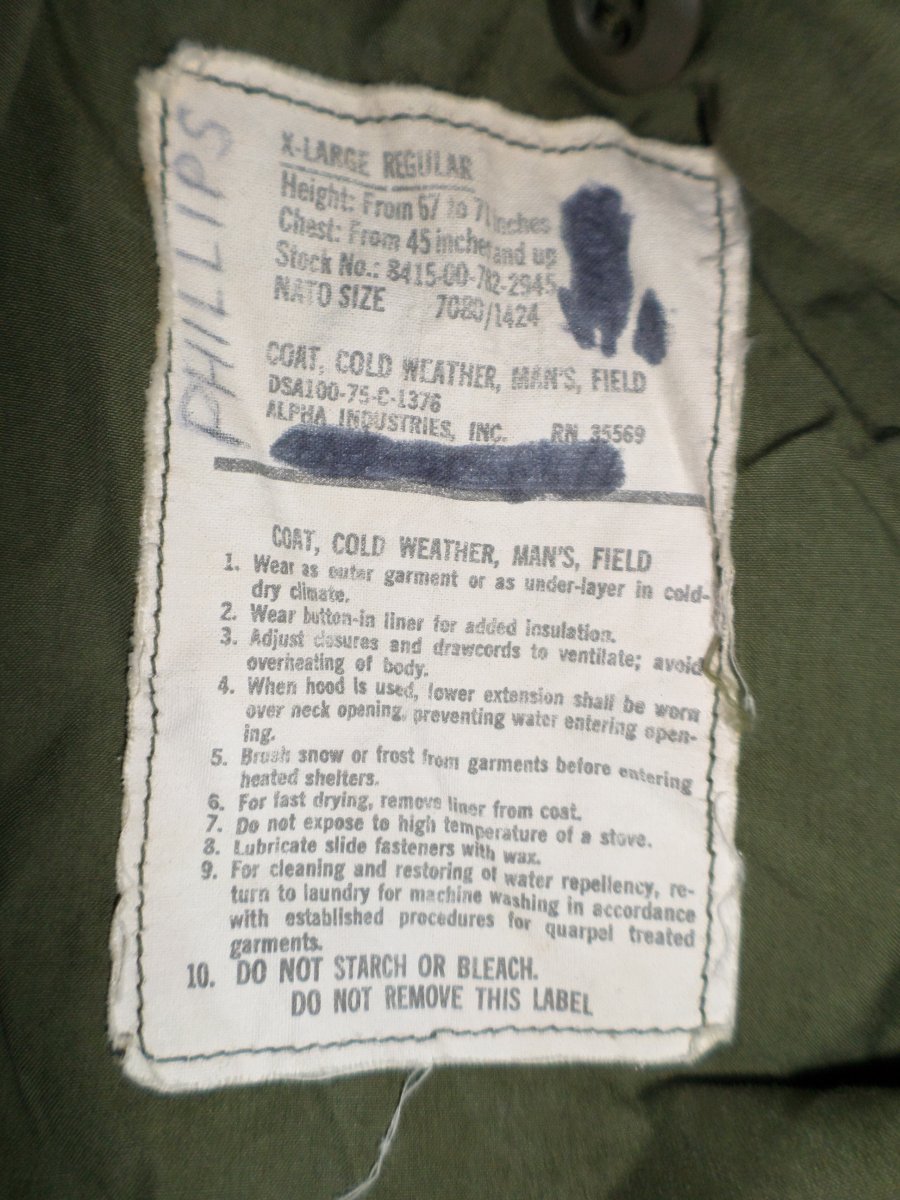 PHILLIPS
X-LARGE REGULAR
Height: From 67 to 71 inches
Chest: From 45 inches and up
Stock No.: 8415-00-782-2945
NATO SIZE 7080/1424
COAT, COLD WEATHER, MAN'S, FIELD
DSA100-75-C-1376
ALPHA INDUSTRIES, INC. RN 35569
COAT, COLD WEATHER, MAN'S, FIELD
1. Wear as outer garment or as under-layer in cold-
dry climate.
2. Wear button-in liner for added insulation.
3. Adjust closures and drawcords to ventilate; avoid
overheating of body.
4. When hood is used, lower extension shall be worn
over neck opening, preventing water entering open-
ing.
5. Brush snow or frost from garments before entering
heated shelters.
6. For fast drying, remove liner from coat.
7. Do not expose to high temperature of a stove.
8. Lubricate slide fasteners with wax.
9. For cleaning and restoring of water repellency, re-
turn to laundry for machine washing in accordance
with established procedures for quarpel treated
garments.
10. DO NOT STARCH OR BLEACH.
DO NOT REMOVE THIS LABEL